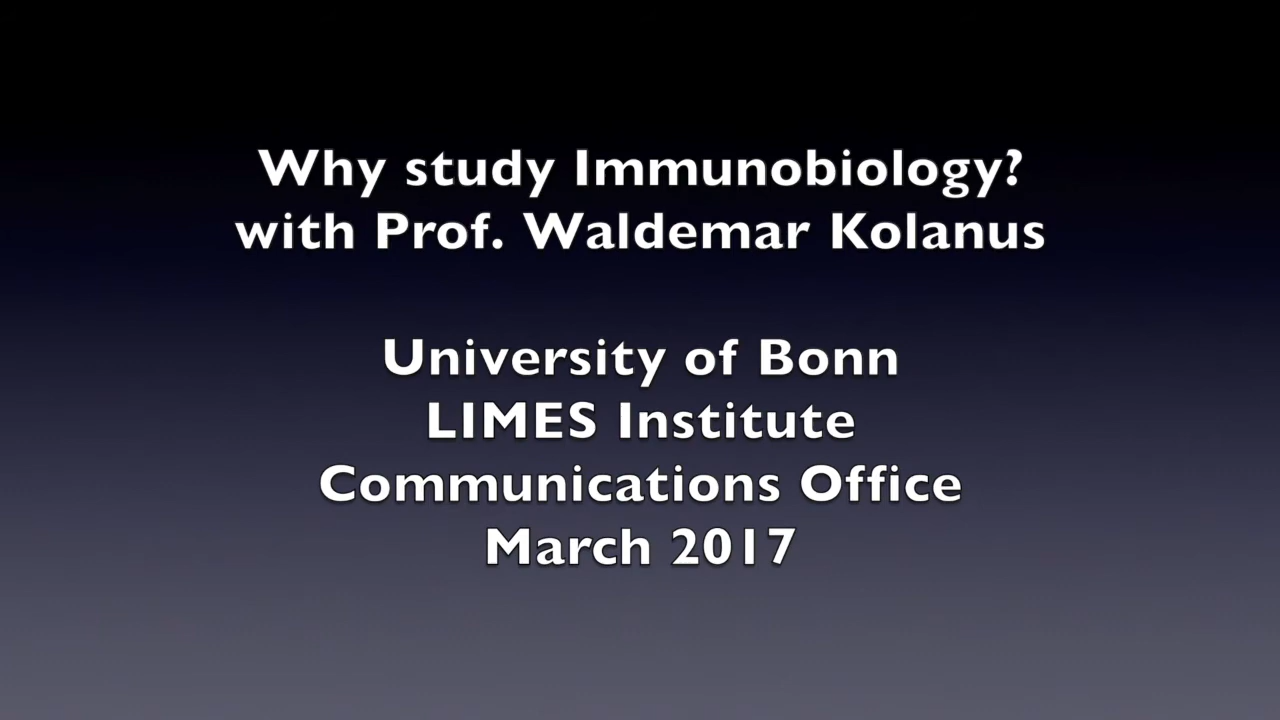 Why study Immunobiology?
with Prof. Waldemar Kolanus
University of Bonn
LIMES Institute
Communications Office
March 2017